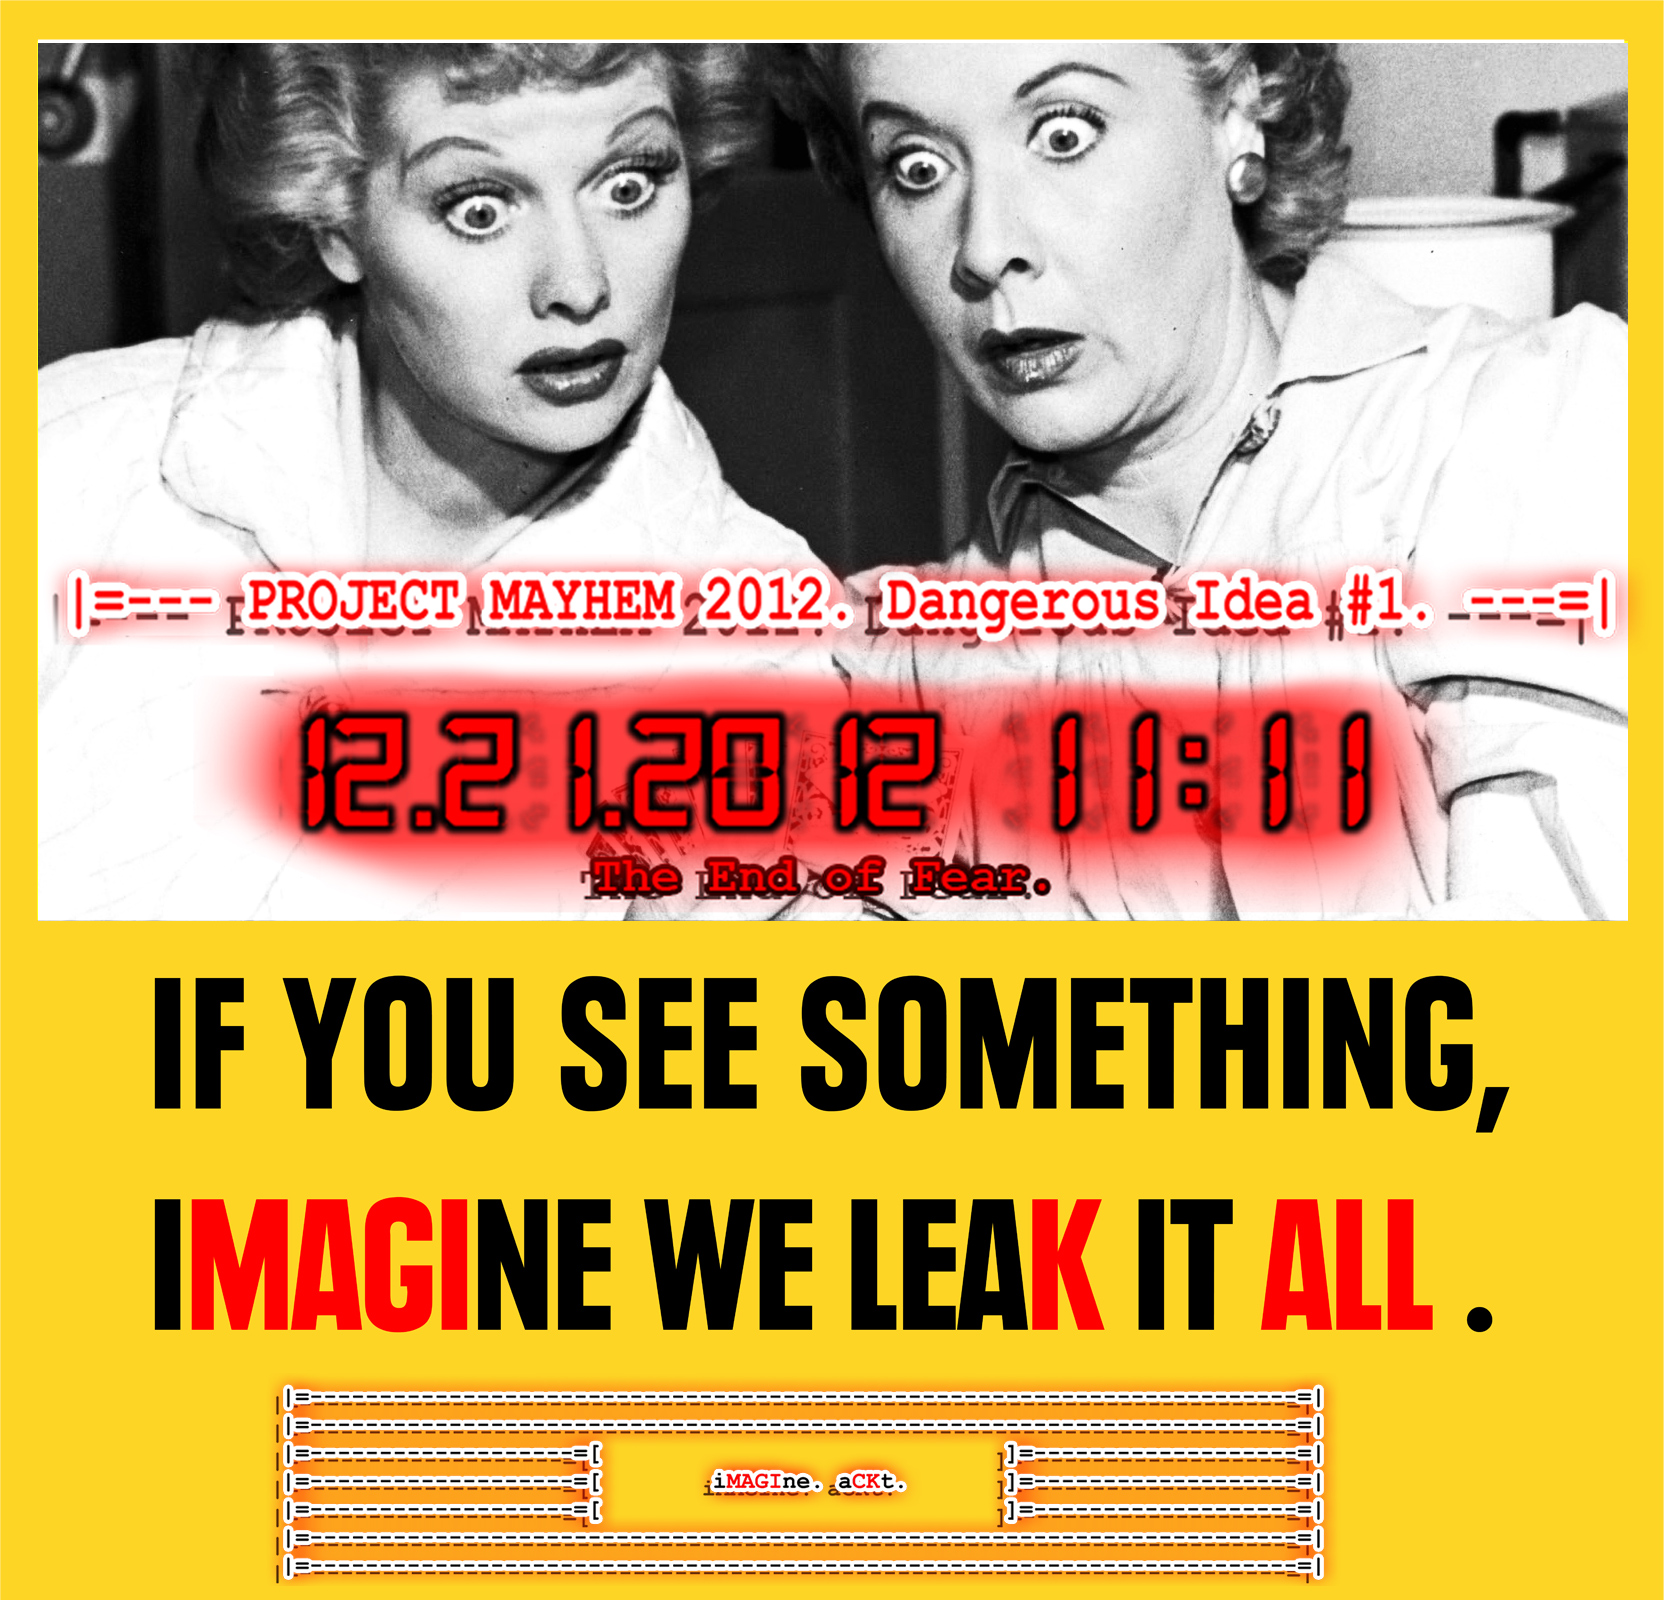 |=--- PROJECT MAYHEM 2012. Dangerous Idea #1. ---=|
12.21.2012 11:11
The End of Fear.
IF YOU SEE SOMETHING,
IMAGINE WE LEAK IT ALL .
iMAGIne. aCKt.